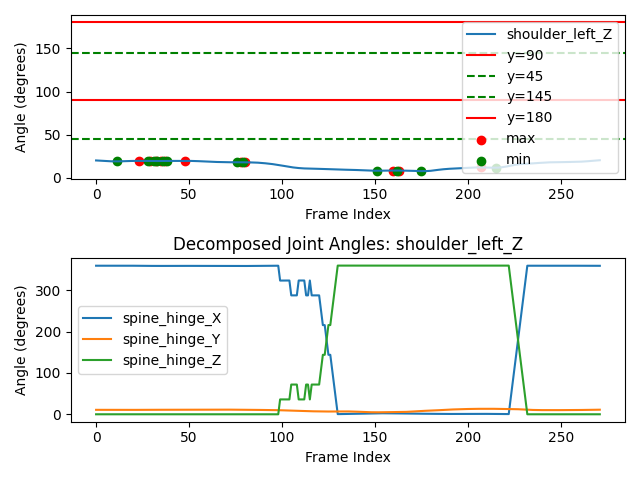 Angle (degrees)
150
100
50
0
shoulder_left_Z
y=90
y=45
y=145
y=180
max
min
0
50
100
150
200
250
Frame Index
Decomposed Joint Angles: shoulder_left_Z
Angle (degrees)
300
200
100
0
spine_hinge_X
spine_hinge_Y
spine_hinge_Z
0
50
100
150
200
250
Frame Index